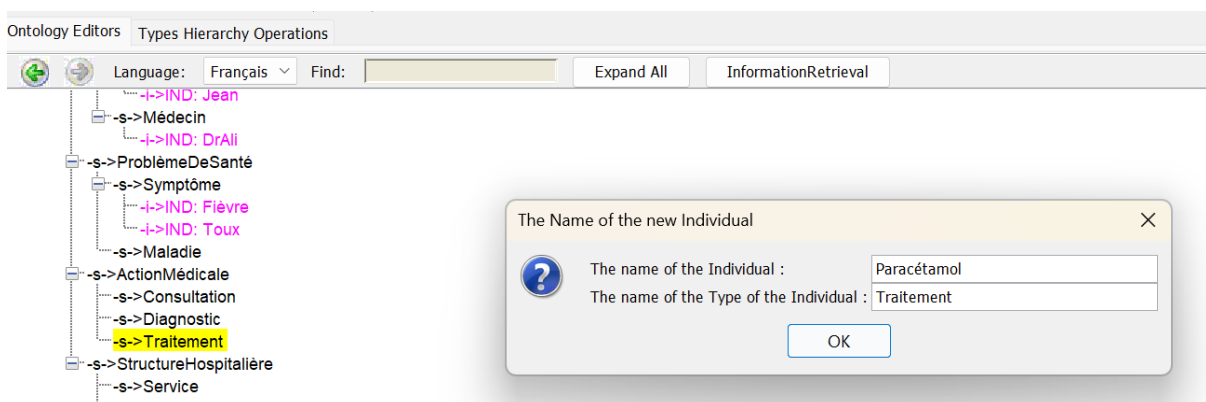 Ontology Editors Types Hierarchy Operations
Language: Français Find: Expand All InformationRetrieval
-i->IND: Jean
-s->Médecin
-i->IND: DrAli
-s->ProblèmeDeSanté
-s->Symptôme
-i->IND: Fièvre
-i->IND: Toux
-s->Maladie
-s->ActionMédicale
-s->Consultation
-s->Diagnostic
-s->Traitement
-s->StructureHospitalière
-s->Service
The Name of the new Individual
The name of the Individual : Paracétamol
The name of the Type of the Individual : Traitement
OK